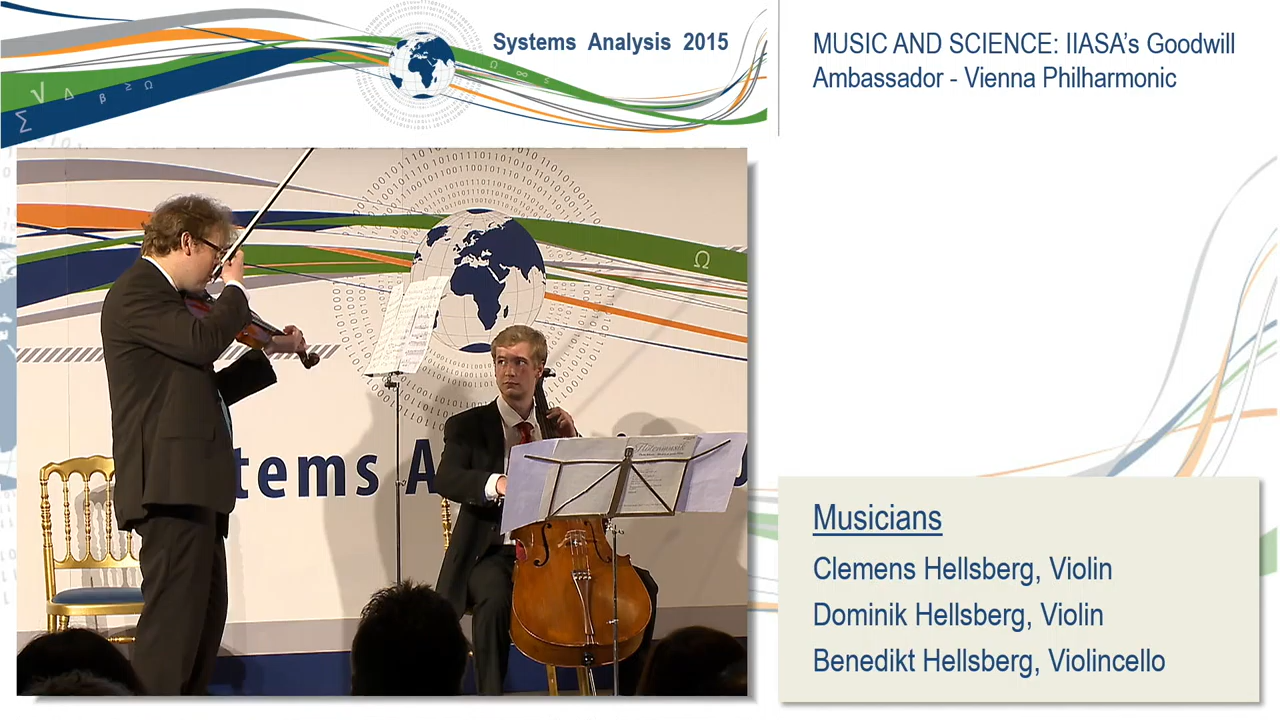 Systems Analysis 2015
MUSIC AND SCIENCE: IIASA's Goodwill
Ambassador - Vienna Philharmonic
√ Δ β ≥ Ω
Σ
Ω ∞ ≤
Ω
tems A
Musicians
Clemens Hellsberg, Violin
Dominik Hellsberg, Violin
Benedikt Hellsberg, Violincello